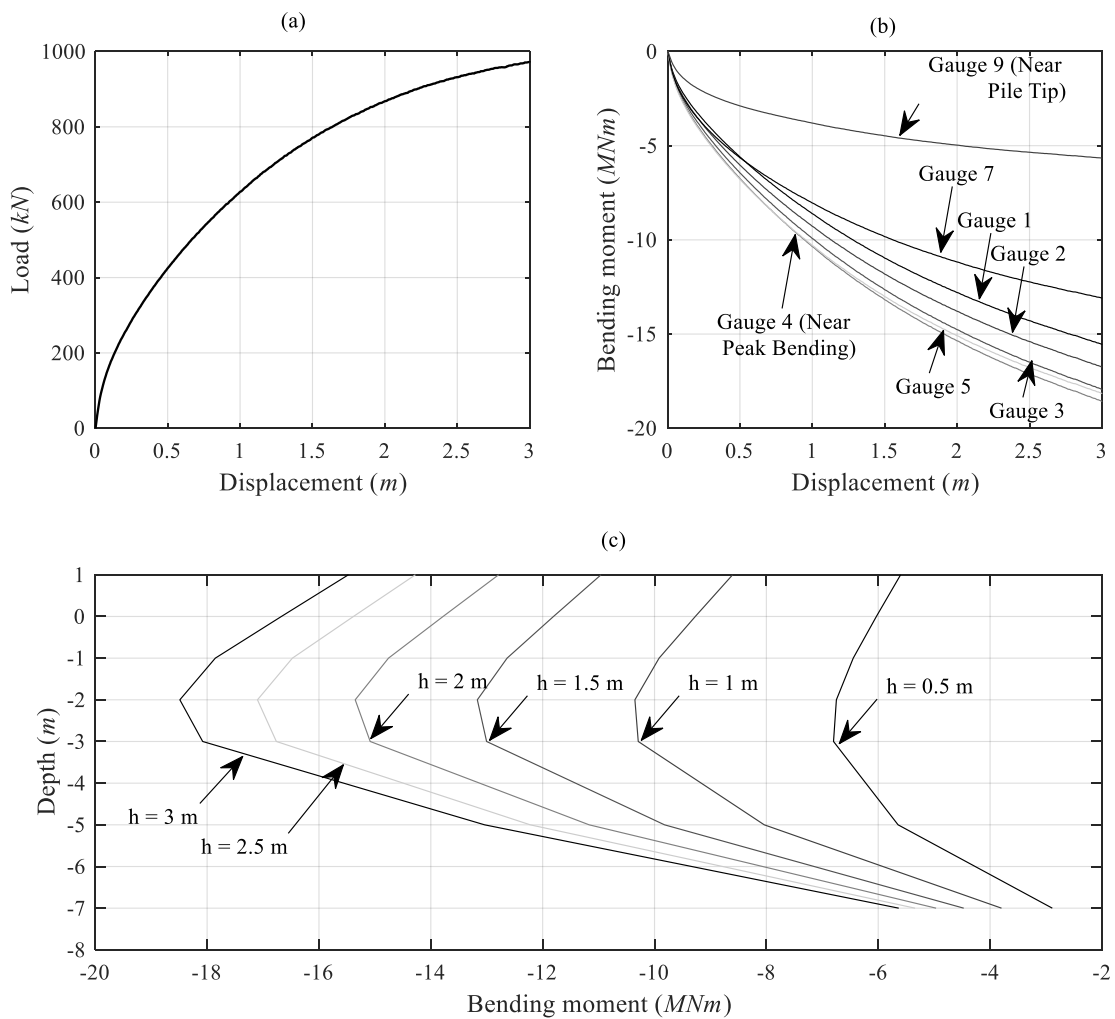 (a)
1000
800
600
400
200
0
Load (kN)
0 0.5 1 1.5 2 2.5 3
Displacement (m)
(b)
0
-5
-10
-15
-20
Bending moment (MNm)
Gauge 9 (Near
Pile Tip)
Gauge 7
Gauge 1
Gauge 2
Gauge 4 (Near
Peak Bending)
Gauge 5
Gauge 3
0 0.5 1 1.5 2 2.5 3
Displacement (m)
(c)
1
0
-1
-2
-3
-4
-5
-6
-7
-8
Depth (m)
h = 2 m
h = 1.5 m
h = 1 m
h = 0.5 m
h = 3 m
h = 2.5 m
-20 -18 -16 -14 -12 -10 -8 -6 -4 -2
Bending moment (MNm)